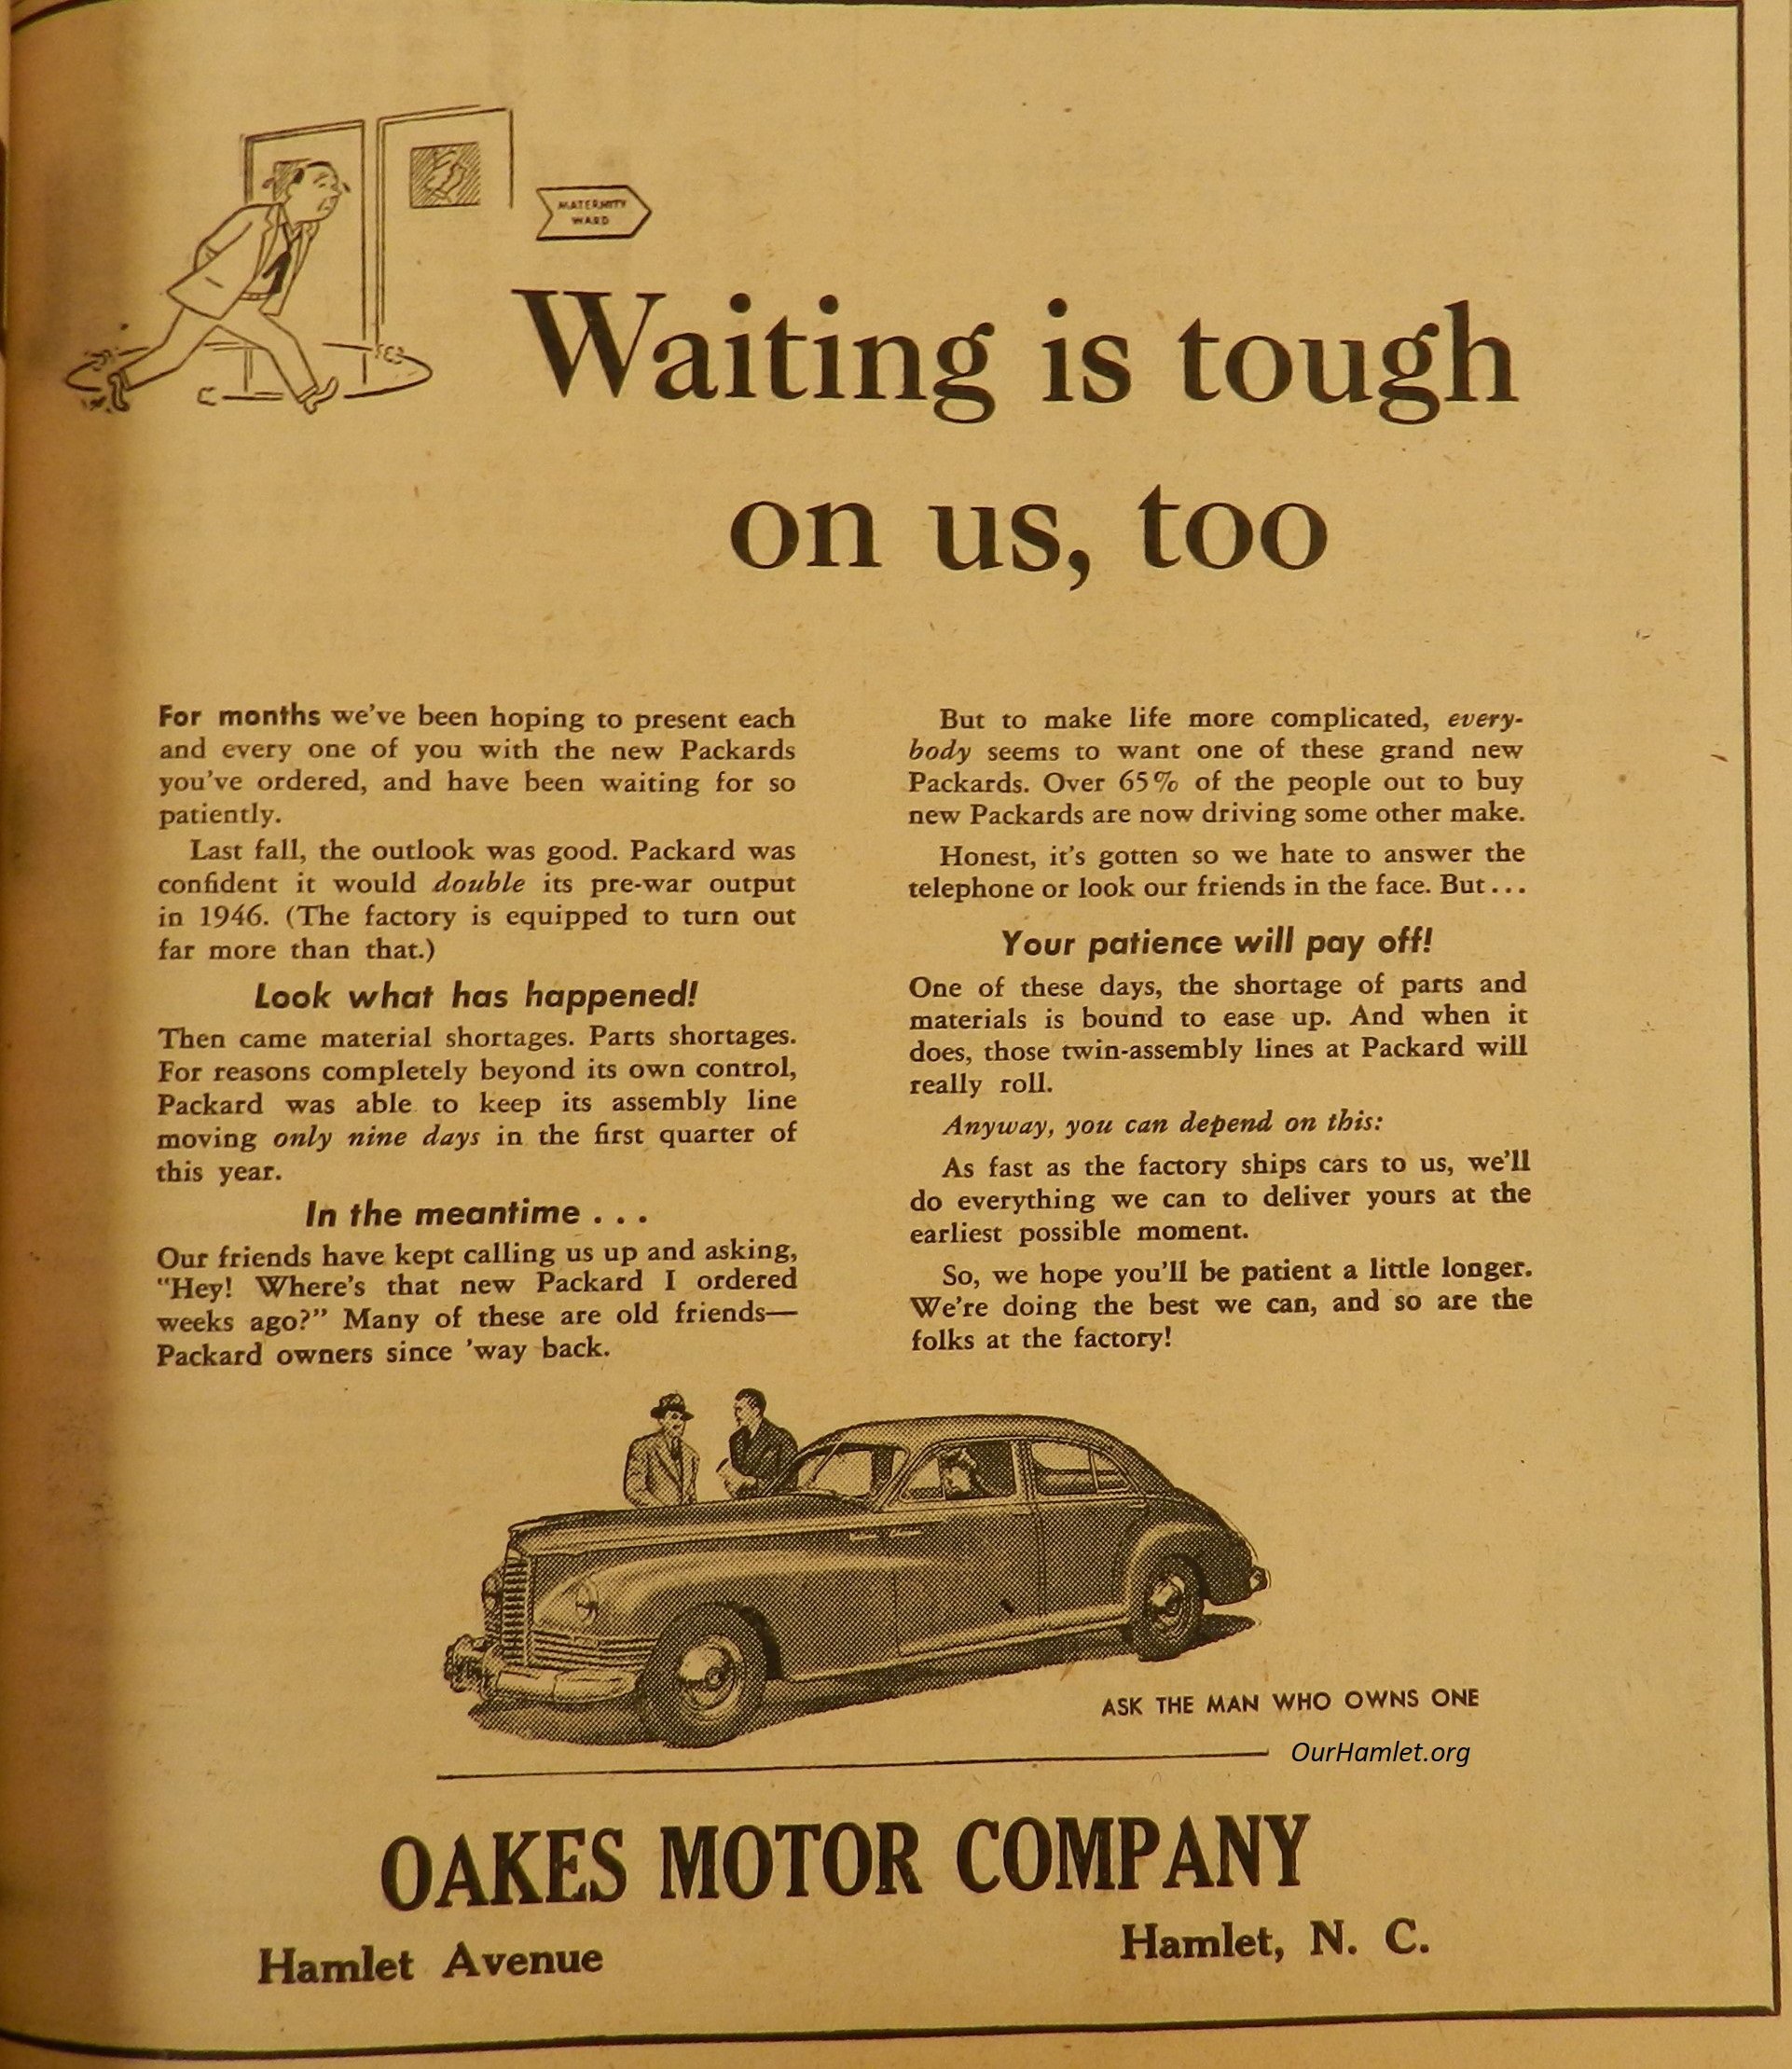 MATERNITY
WARD
Waiting is tough
on us, too
For months we've been hoping to present each
and every one of you with the new Packards
you've ordered, and have been waiting for so
patiently.
Last fall, the outlook was good. Packard was
confident it would double its pre-war output
in 1946. (The factory is equipped to turn out
far more than that.)
Look what has happened!
Then came material shortages. Parts shortages.
For reasons completely beyond its own control,
Packard was able to keep its assembly line
moving only nine days in the first quarter of
this year.
In the meantime . . .
Our friends have kept calling us up and asking,
"Hey! Where's that new Packard I ordered
weeks ago?" Many of these are old friends—
Packard owners since 'way back.
But to make life more complicated, every-
body seems to want one of these grand new
Packards. Over 65% of the people out to buy
new Packards are now driving some other make.
Honest, it's gotten so we hate to answer the
telephone or look our friends in the face. But . . .
Your patience will pay off!
One of these days, the shortage of parts and
materials is bound to ease up. And when it
does, those twin-assembly lines at Packard will
really roll.
Anyway, you can depend on this:
As fast as the factory ships cars to us, we'll
do everything we can to deliver yours at the
earliest possible moment.
So, we hope you'll be patient a little longer.
We're doing the best we can, and so are the
folks at the factory!
ASK THE MAN WHO OWNS ONE
OurHamlet.org
OAKES MOTOR COMPANY
Hamlet Avenue
Hamlet, N. C.